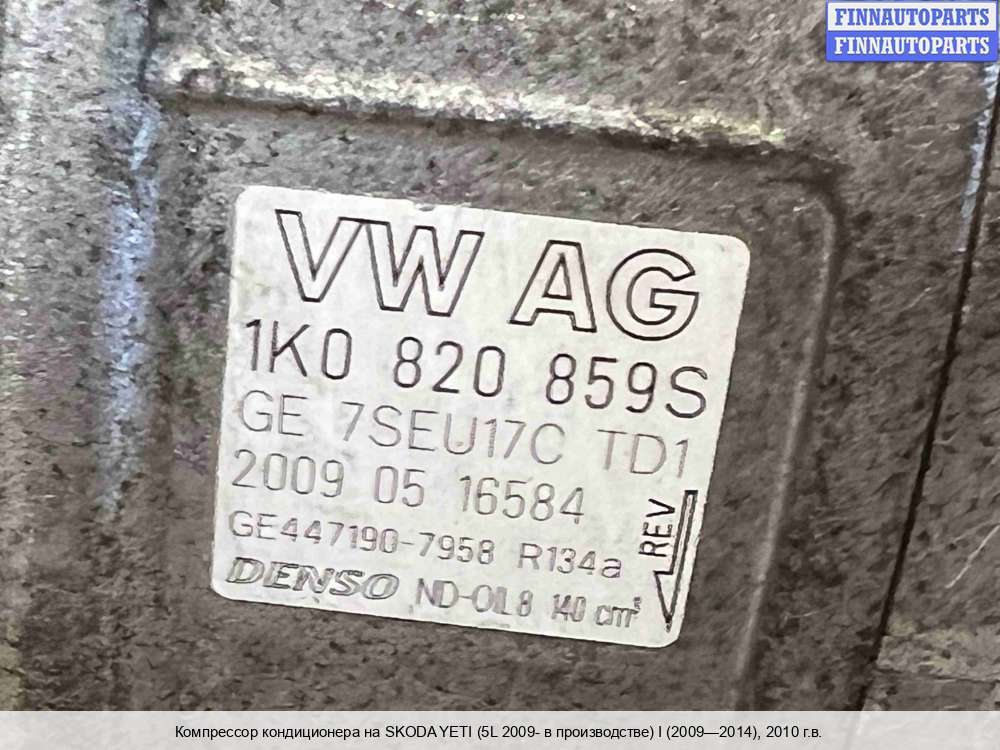 FINNAUTOPARTS
FINNAUTOPARTS
VW AG
1K0 820 859S
GE 7SEU17C TD1
2009 05 16584
GE447190-7958 R134a
REV
DENSO ND-OIL8 140 cm³
Компрессор кондиционера на SKODA YETI (5L 2009- в производстве) I (2009—2014), 2010 г.в.